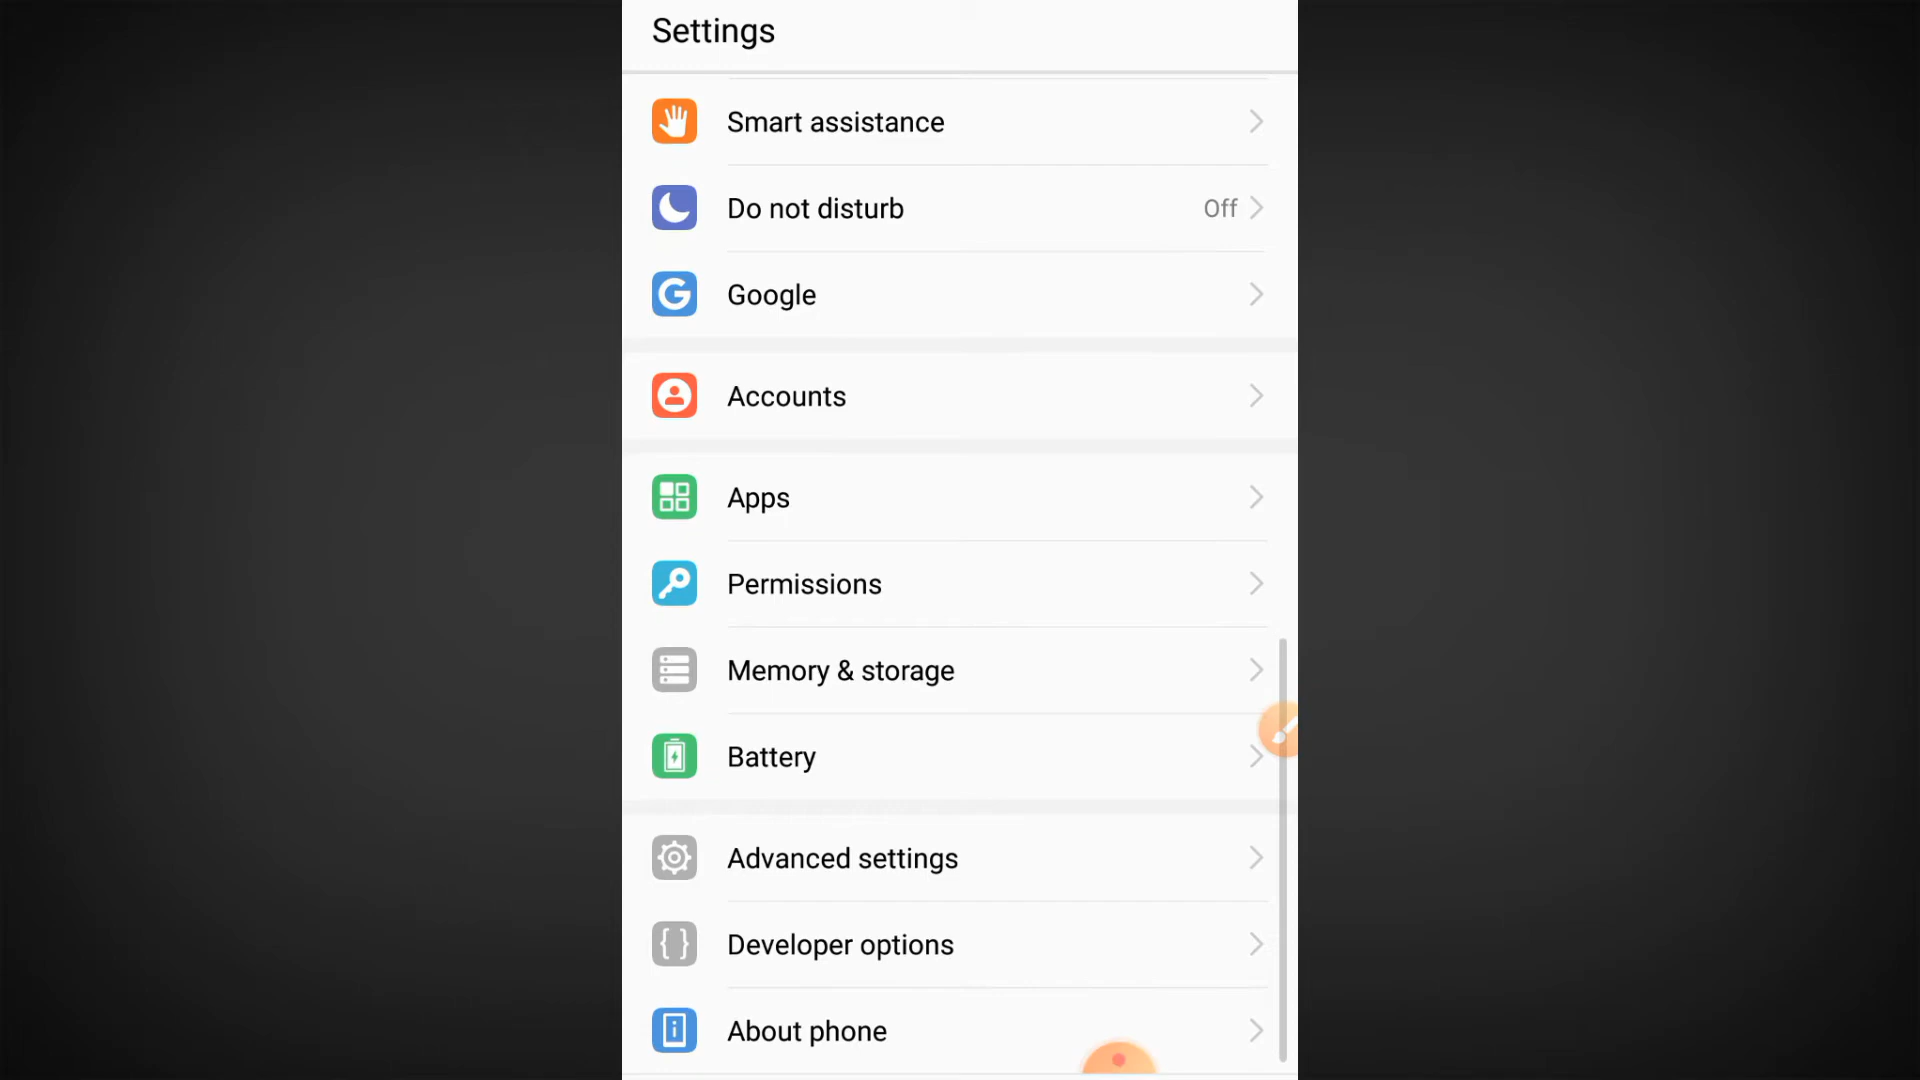 Settings
Smart assistance
Do not disturb Off
Google
Accounts
Apps
Permissions
Memory & storage
Battery
Advanced settings
Developer options
About phone